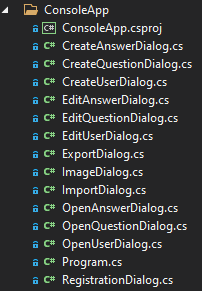 ConsoleApp
C# ConsoleApp.csproj
C# CreateAnswerDialog.cs
C# CreateQuestionDialog.cs
C# CreateUserDialog.cs
C# EditAnswerDialog.cs
C# EditQuestionDialog.cs
C# EditUserDialog.cs
C# ExportDialog.cs
C# ImageDialog.cs
C# ImportDialog.cs
C# OpenAnswerDialog.cs
C# OpenQuestionDialog.cs
C# OpenUserDialog.cs
C# Program.cs
C# RegistrationDialog.cs